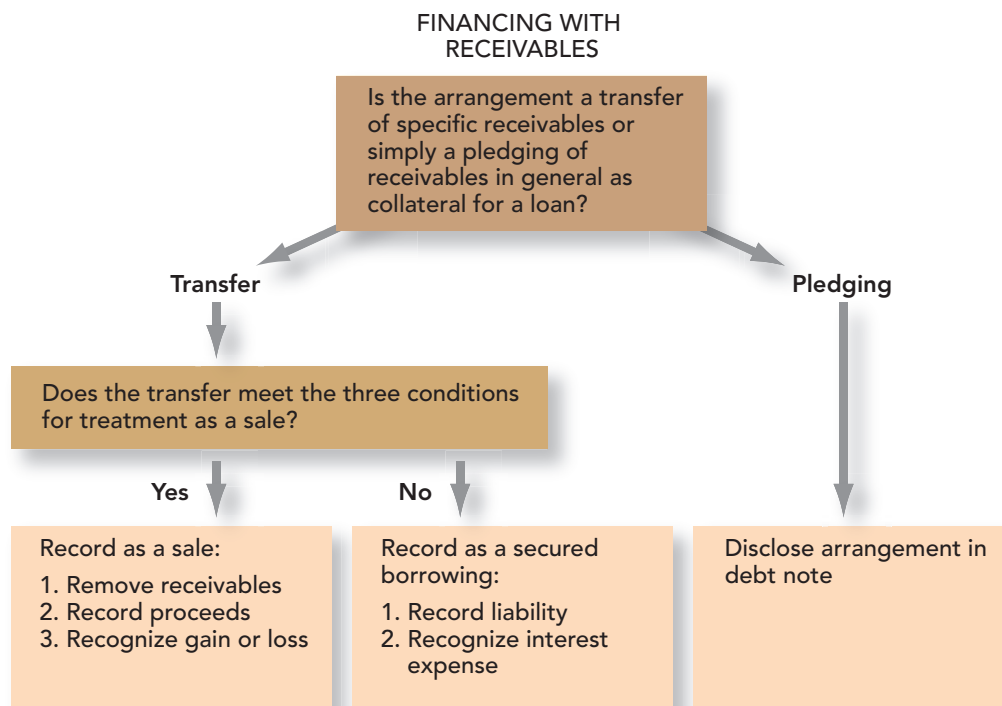 FINANCING WITH
RECEIVABLES
Is the arrangement a transfer
of specific receivables or
simply a pledging of
receivables in general as
collateral for a loan?
Transfer
Pledging
Does the transfer meet the three conditions
for treatment as a sale?
Yes
No
Record as a sale:
1. Remove receivables
2. Record proceeds
3. Recognize gain or loss
Record as a secured
borrowing:
1. Record liability
2. Recognize interest
expense
Disclose arrangement in
debt note